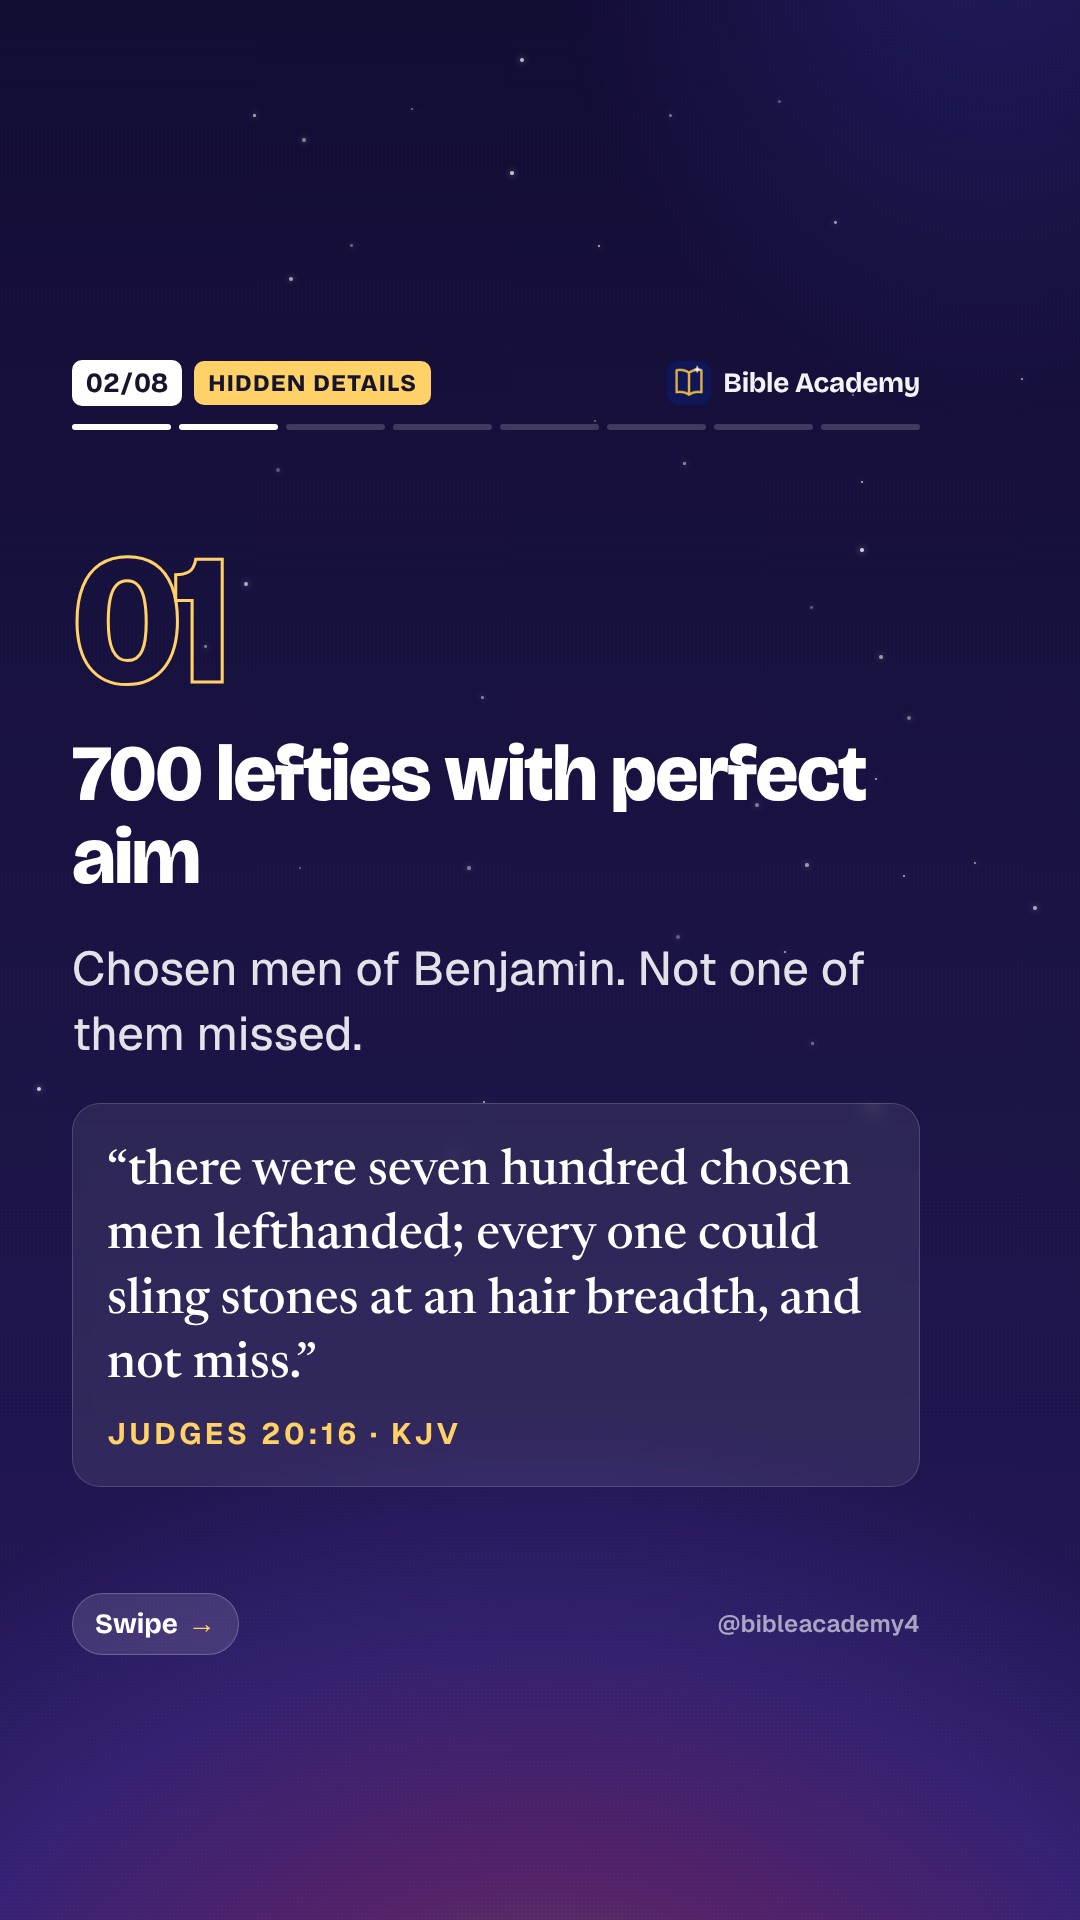 02/08
HIDDEN DETAILS
Bible Academy
01
700 lefties with perfect
aim
Chosen men of Benjamin. Not one of
them missed.
“there were seven hundred chosen
men lefthanded; every one could
sling stones at an hair breadth, and
not miss.”
JUDGES 20:16 · KJV
Swipe →
@bibleacademy4